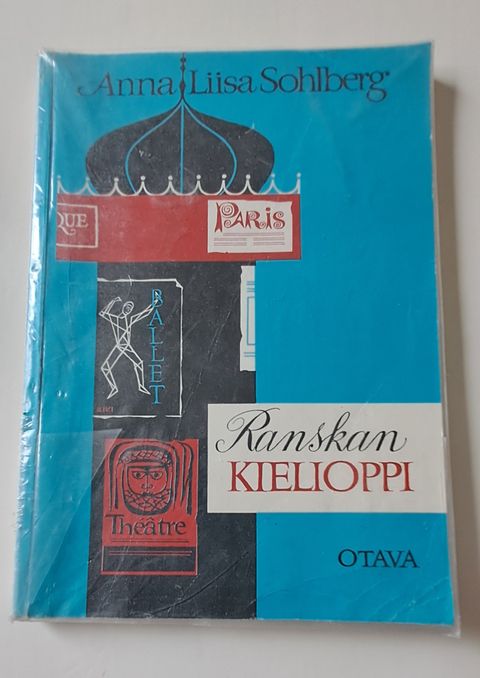 Anna Liisa Sohlberg
QUE
PARIS
BALLET
Ranskan
KIELIOPPI
Théâtre
OTAVA